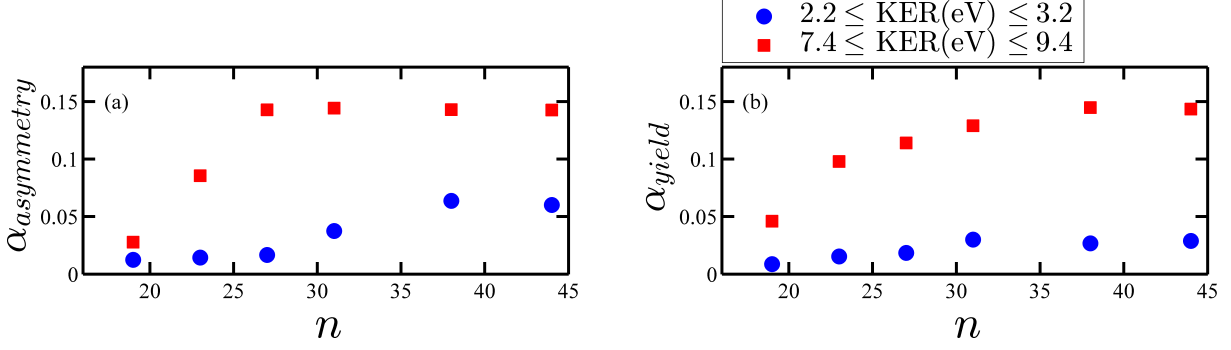 2.2 ≤ KER(eV) ≤ 3.2
7.4 ≤ KER(eV) ≤ 9.4
(a)
α_asymmetry
0.15
0.1
0.05
0
20 25 30 35 40 45
n
(b)
α_yield
0.15
0.1
0.05
0
20 25 30 35 40 45
n